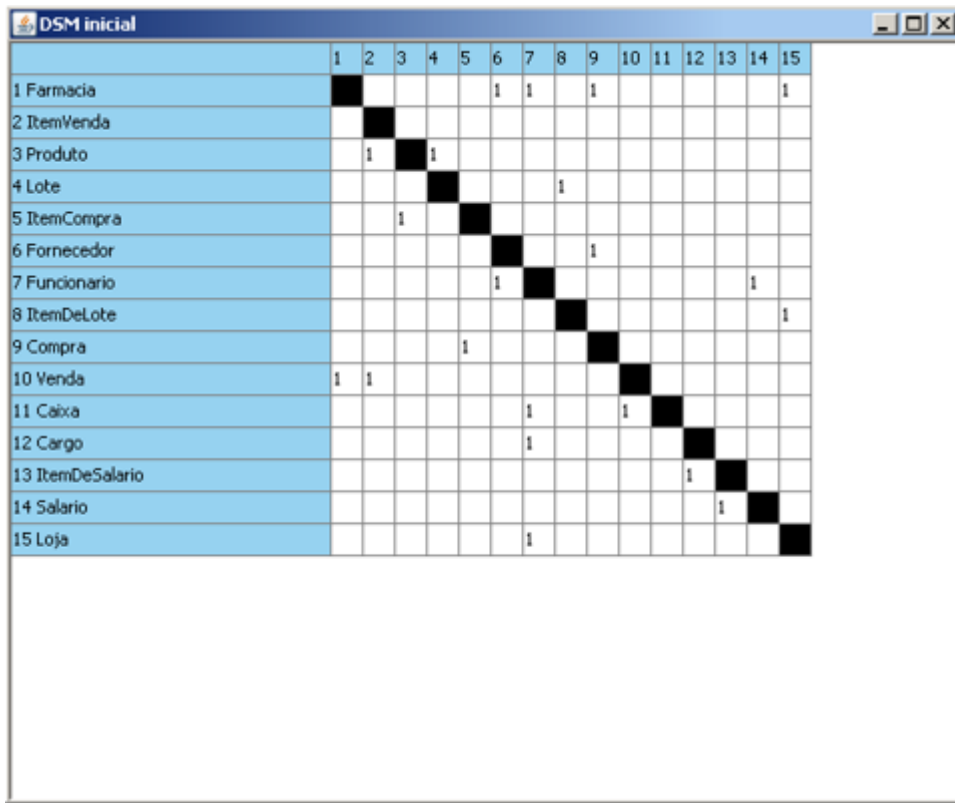 DSM inicial
1 2 3 4 5 6 7 8 9 10 11 12 13 14 15
1 Farmacia 1 1 1 1
2 ItemVenda
3 Produto 1 1
4 Lote 1
5 ItemCompra 1
6 Fornecedor 1
7 Funcionario 1 1
8 ItemDeLote 1
9 Compra 1
10 Venda 1 1
11 Caixa 1 1
12 Cargo 1
13 ItemDeSalario 1
14 Salario 1
15 Loja 1